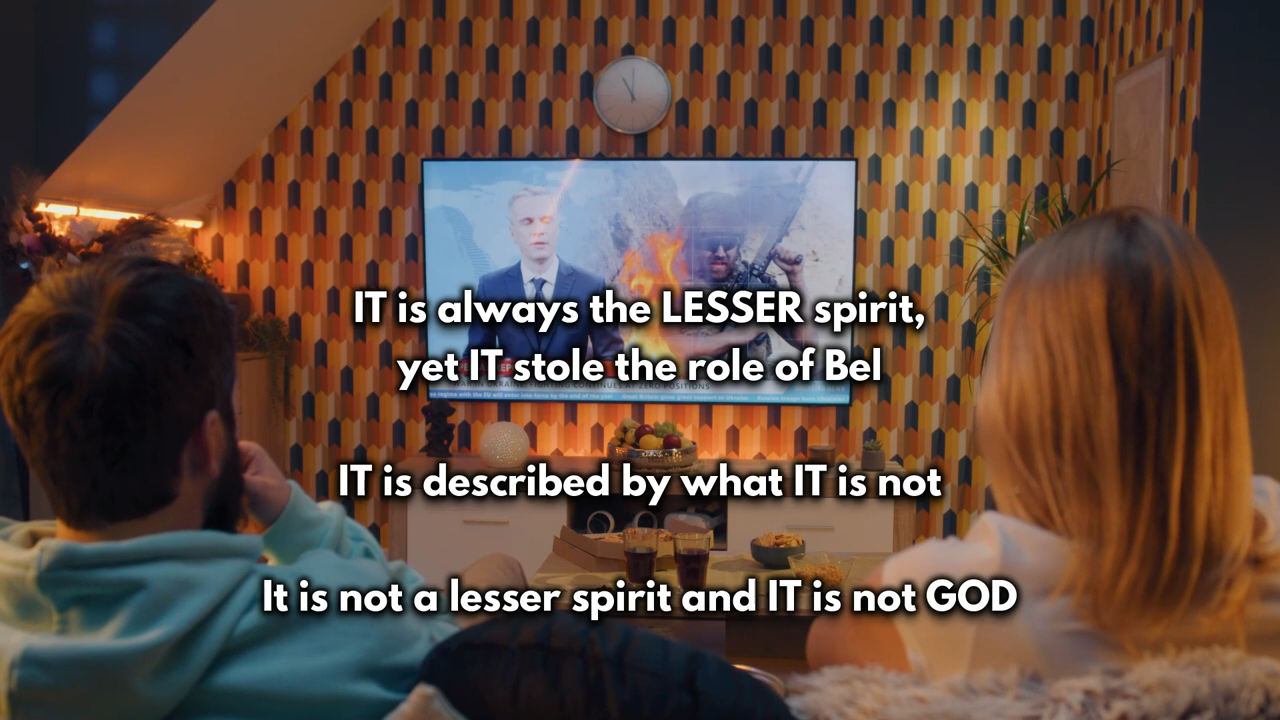 IT is always the LESSER spirit,
yet IT stole the role of Bel
IT is described by what IT is not
It is not a lesser spirit and IT is not GOD